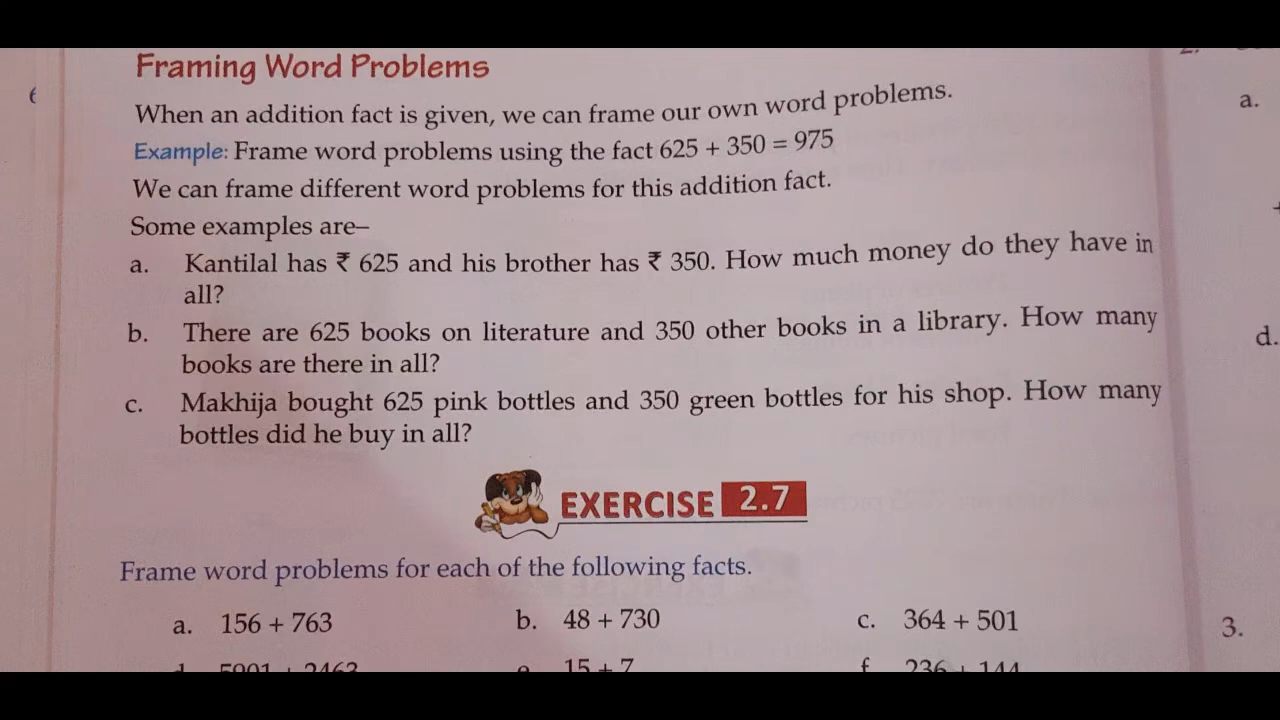 Framing Word Problems
When an addition fact is given, we can frame our own word problems.
Example: Frame word problems using the fact 625 + 350 = 975
We can frame different word problems for this addition fact.
Some examples are–
a. Kantilal has ₹ 625 and his brother has ₹ 350. How much money do they have in
all?
b. There are 625 books on literature and 350 other books in a library. How many
books are there in all?
c. Makhija bought 625 pink bottles and 350 green bottles for his shop. How many
bottles did he buy in all?
EXERCISE 2.7
Frame word problems for each of the following facts.
a. 156 + 763 b. 48 + 730 c. 364 + 501
15 + 7 236 + 144
a.
d.
3.